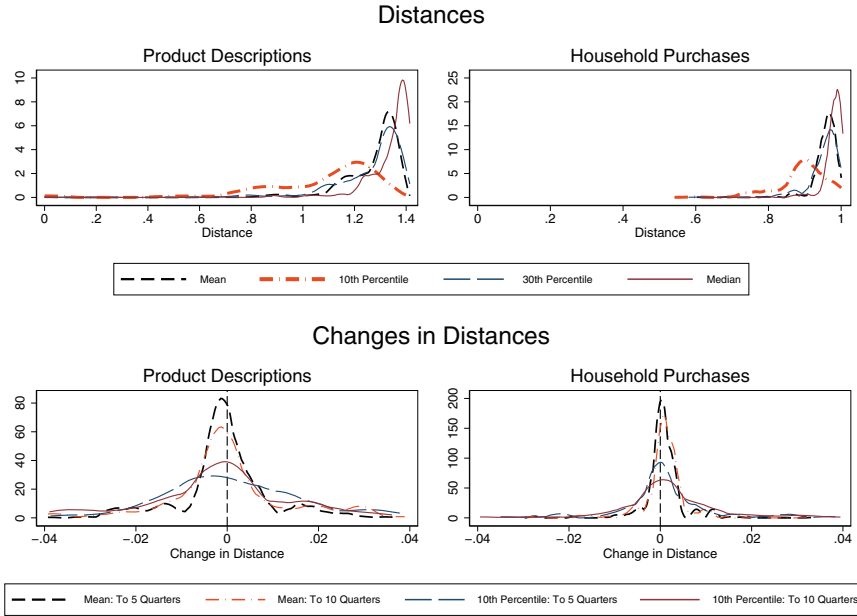 Distances
Product Descriptions Household Purchases
10
8
6
4
2
0
0 .2 .4 .6 .8 1 1.2 1.4
Distance
25
20
15
10
5
0
0 .2 .4 .6 .8 1
Distance
Mean 10th Percentile 30th Percentile Median
Changes in Distances
Product Descriptions Household Purchases
80
60
40
20
0
−.04 −.02 0 .02 .04
Change in Distance
200
150
100
50
0
−.04 −.02 0 .02 .04
Change in Distance
Mean: To 5 Quarters Mean: To 10 Quarters 10th Percentile: To 5 Quarters 10th Percentile: To 10 Quarters